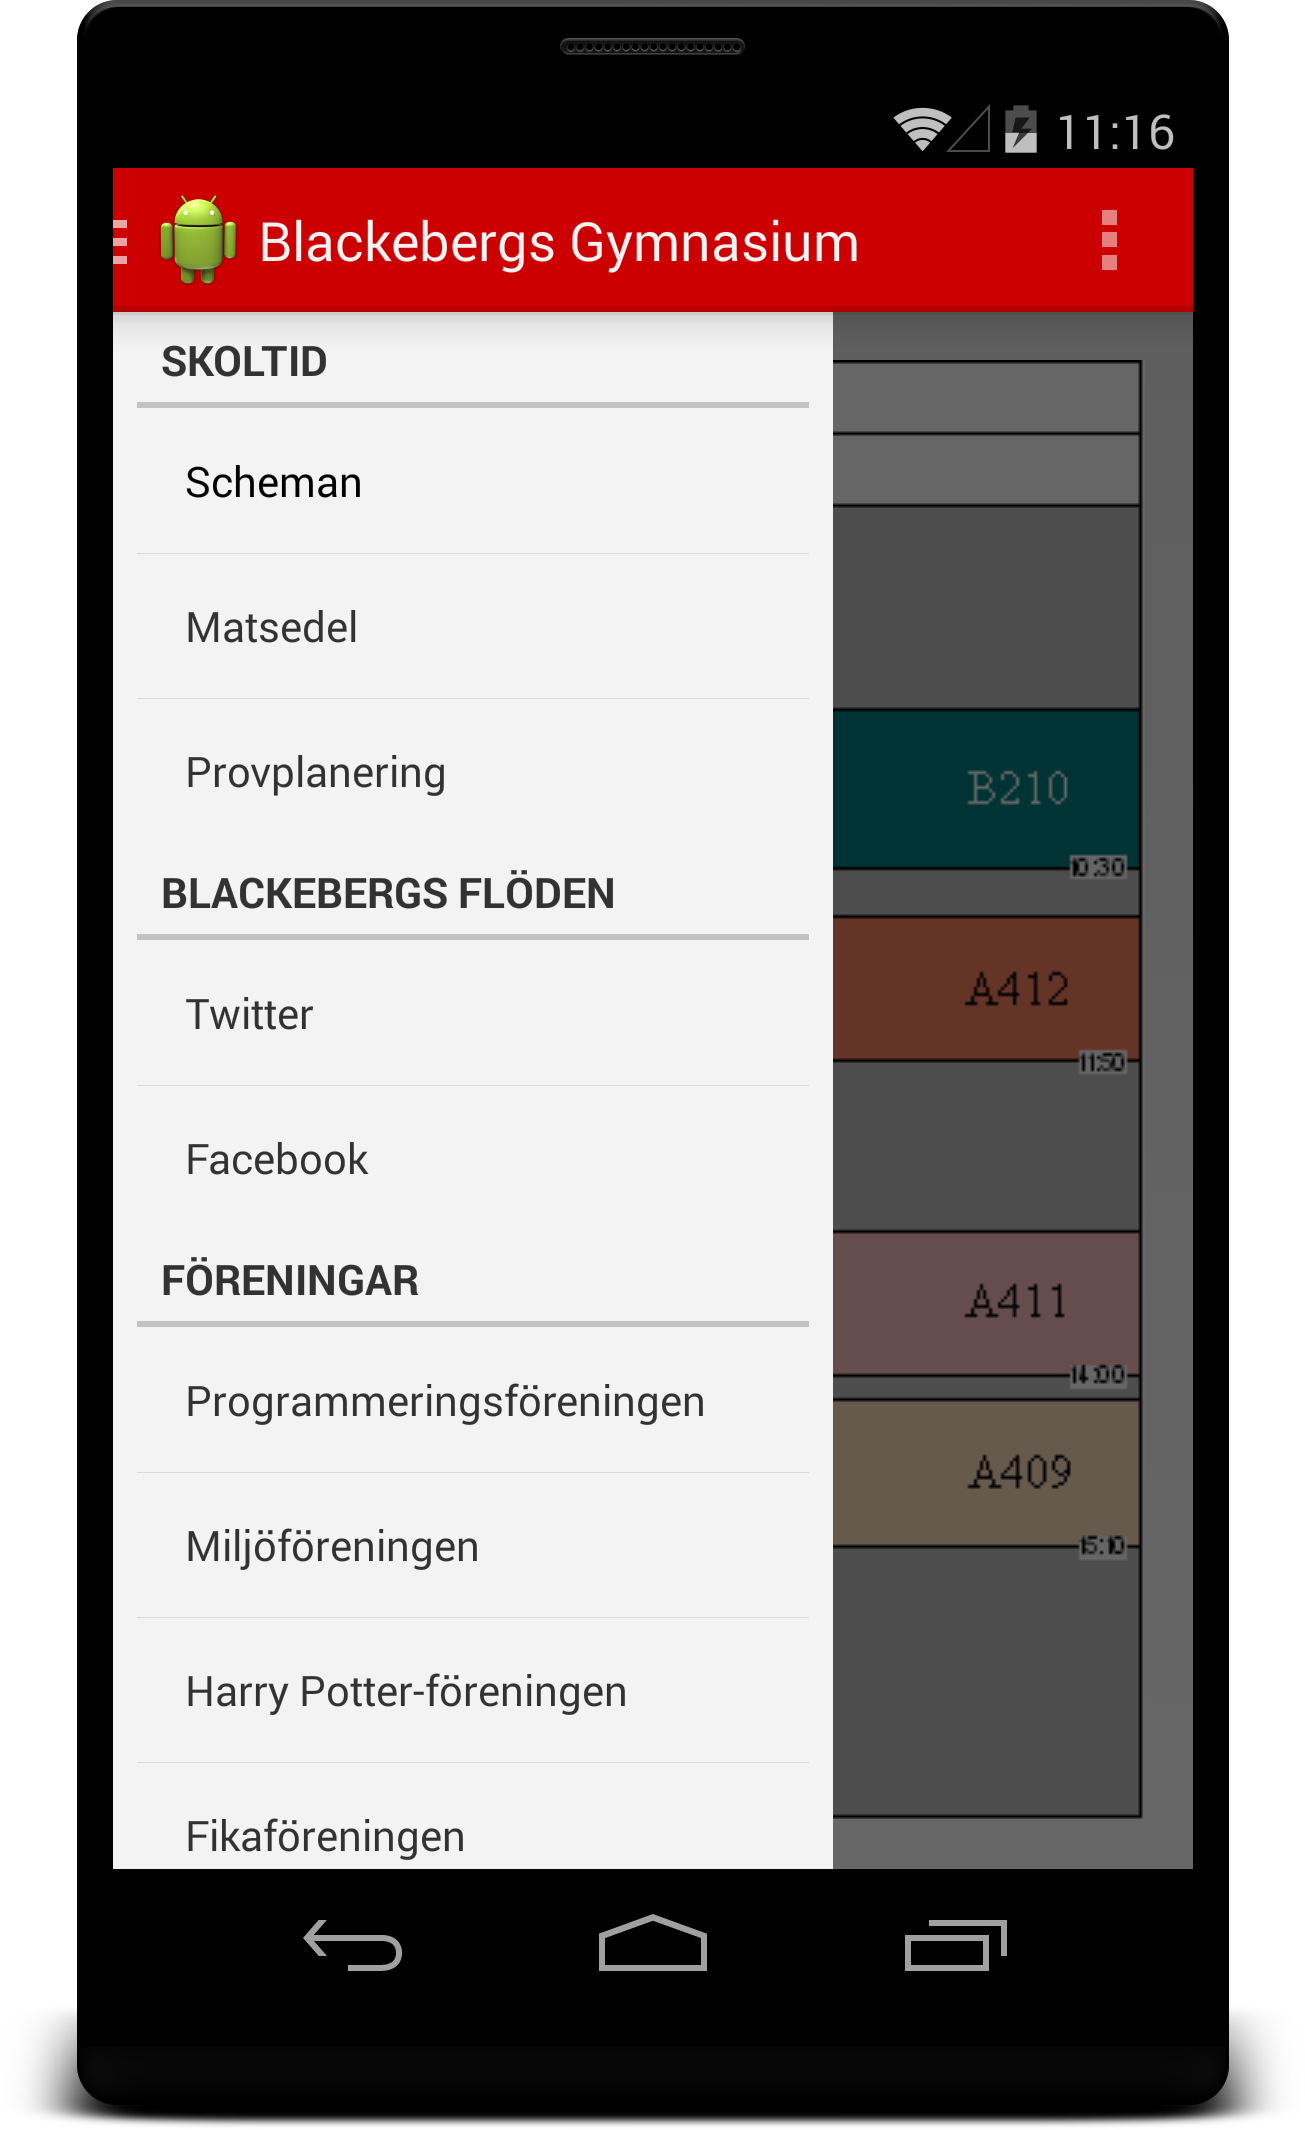 11:16
Blackebergs Gymnasium
SKOLTID
Scheman
Matsedel
Provplanering
BLACKEBERGS FLÖDEN
Twitter
Facebook
FÖRENINGAR
Programmeringsföreningen
Miljöföreningen
Harry Potter-föreningen
Fikaföreningen
B210
10:30
A412
11:50
A411
14:00
A409
15:10